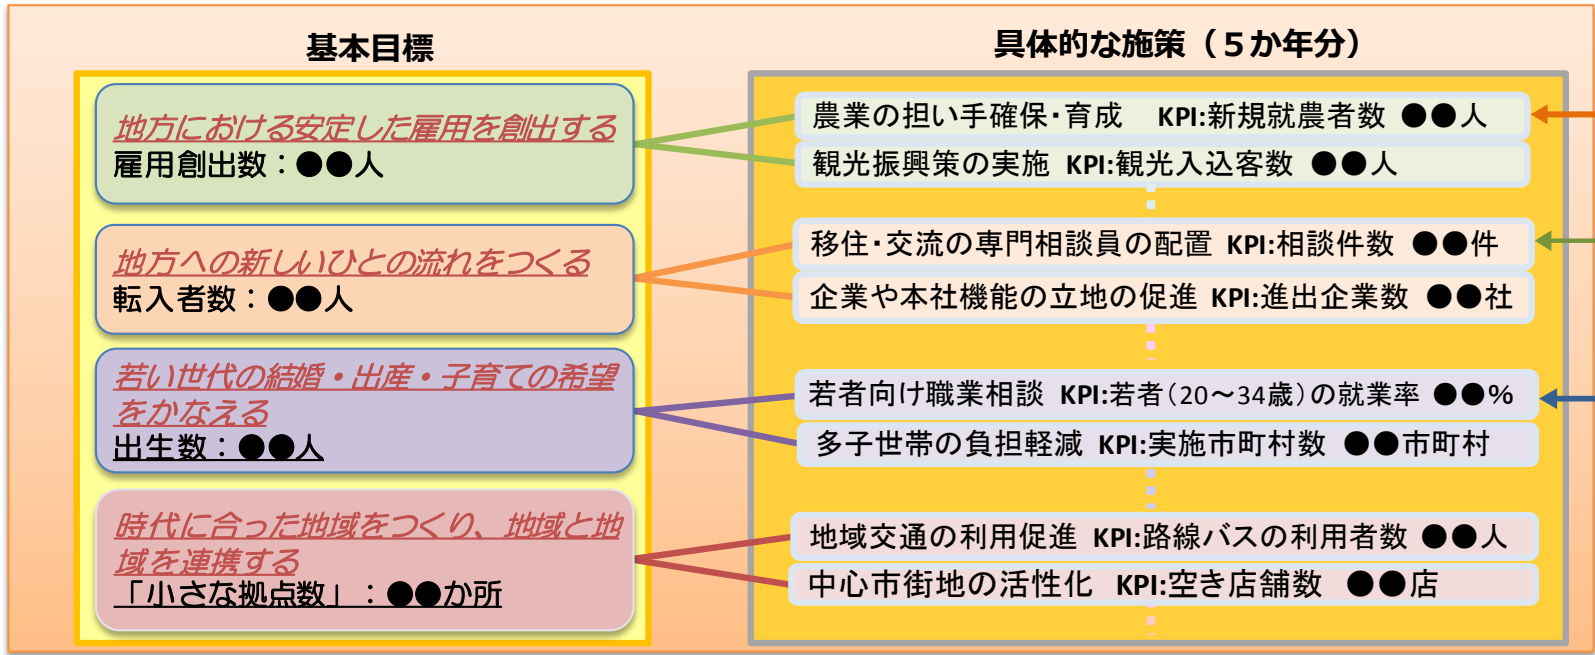 基本目標
具体的な施策（５か年分）
地方における安定した雇用を創出する
雇用創出数：●●人
農業の担い手確保・育成　KPI:新規就農者数 ●●人
観光振興策の実施 KPI:観光入込客数 ●●人
地方への新しいひとの流れをつくる
転入者数：●●人
移住・交流の専門相談員の配置 KPI:相談件数 ●●件
企業や本社機能の立地の促進 KPI:進出企業数 ●●社
若い世代の結婚・出産・子育ての希望
をかなえる
出生数：●●人
若者向け職業相談 KPI:若者（20～34歳）の就業率 ●●%
多子世帯の負担軽減 KPI:実施市町村数 ●●市町村
時代に合った地域をつくり、地域と地
域を連携する
「小さな拠点数」：●●か所
地域交通の利用促進 KPI:路線バスの利用者数 ●●人
中心市街地の活性化　KPI:空き店舗数 ●●店